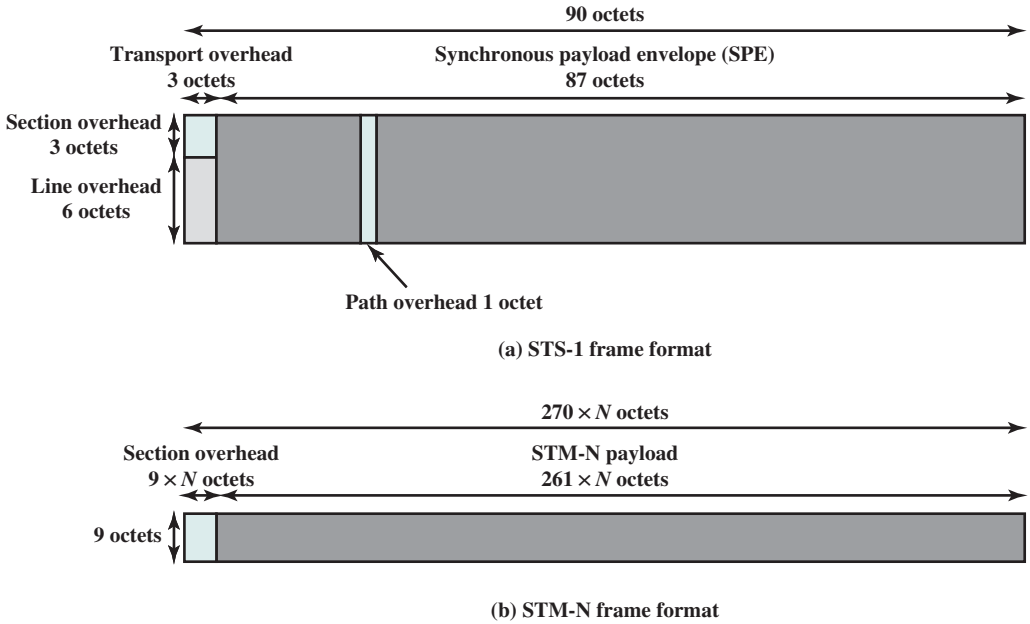 90 octets
Transport overhead
3 octets
Synchronous payload envelope (SPE)
87 octets
Section overhead
3 octets
Line overhead
6 octets
Path overhead 1 octet
(a) STS-1 frame format
270 × N octets
Section overhead
9 × N octets
STM-N payload
261 × N octets
9 octets
(b) STM-N frame format